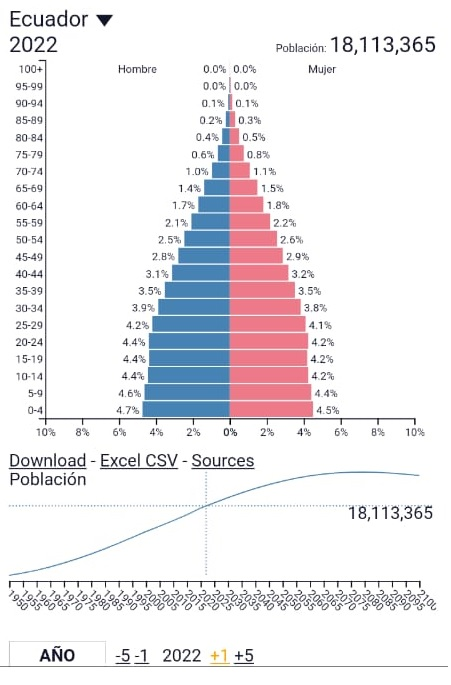 Ecuador ▼
2022
Población: 18,113,365
Hombre Mujer
100+ 0.0% 0.0%
95-99 0.0% 0.0%
90-94 0.1% 0.1%
85-89 0.2% 0.3%
80-84 0.4% 0.5%
75-79 0.6% 0.8%
70-74 1.0% 1.1%
65-69 1.4% 1.5%
60-64 1.7% 1.8%
55-59 2.1% 2.2%
50-54 2.5% 2.6%
45-49 2.8% 2.9%
40-44 3.1% 3.2%
35-39 3.5% 3.5%
30-34 3.9% 3.8%
25-29 4.2% 4.1%
20-24 4.4% 4.2%
15-19 4.4% 4.2%
10-14 4.4% 4.2%
5-9 4.6% 4.4%
0-4 4.7% 4.5%
10% 8% 6% 4% 2% 0% 2% 4% 6% 8% 10%
Download - Excel CSV - Sources
Población
18,113,365
1950 1955 1960 1965 1970 1975 1980 1985 1990 1995 2000 2005 2010 2015 2020 2025 2030 2035 2040 2045 2050 2055 2060 2065 2070 2075 2080 2085 2090 2095 210
AÑO -5 -1 2022 +1 +5